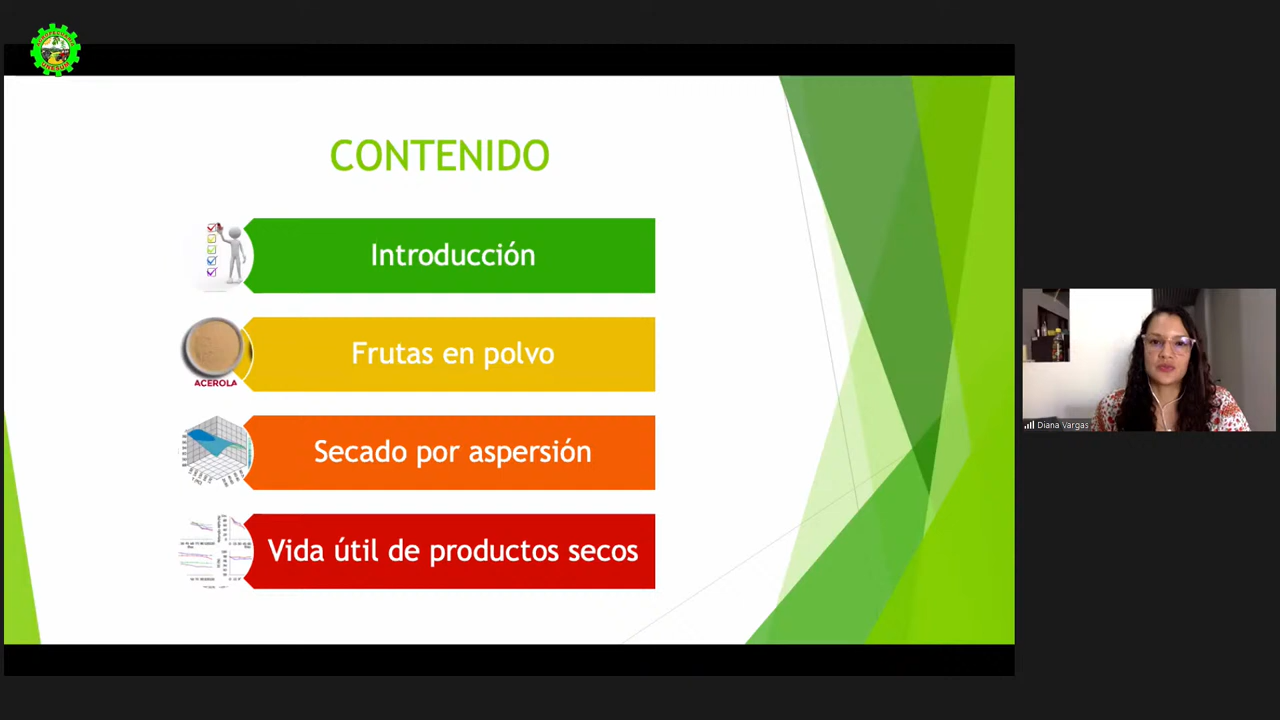 CONTENIDO
Introducción
Frutas en polvo
ACEROLA
Secado por aspersión
Vida útil de productos secos
Diana Vargas